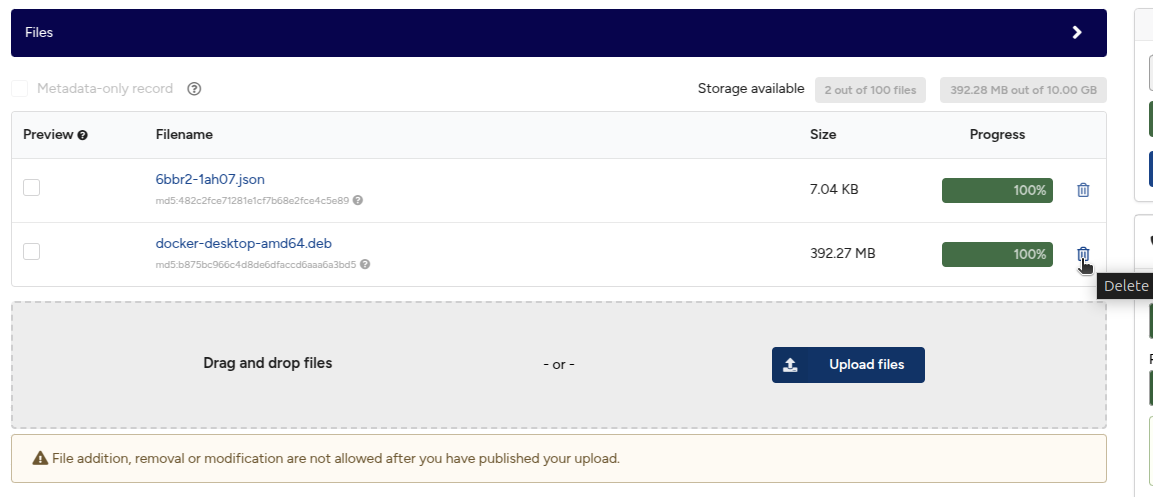 Files
Metadata-only record
Storage available 2 out of 100 files 392.28 MB out of 10.00 GB
Preview Filename Size Progress
6bbr2-1ah07.json 7.04 KB 100%
md5:482c2fce71281e1cf7b68e2fce4c5e89
docker-desktop-amd64.deb 392.27 MB 100%
md5:b875bc966c4d8de6dfaccd6aaa6a3bd5
Delete
Drag and drop files - or - Upload files
File addition, removal or modification are not allowed after you have published your upload.